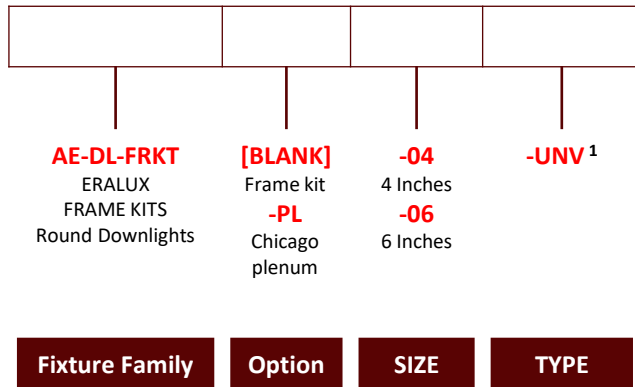 AE-DL-FRKT
ERALUX
FRAME KITS
Round Downlights
[BLANK]
Frame kit
-PL
Chicago
plenum
-04
4 Inches
-06
6 Inches
-UNV 1
Fixture Family
Option
SIZE
TYPE